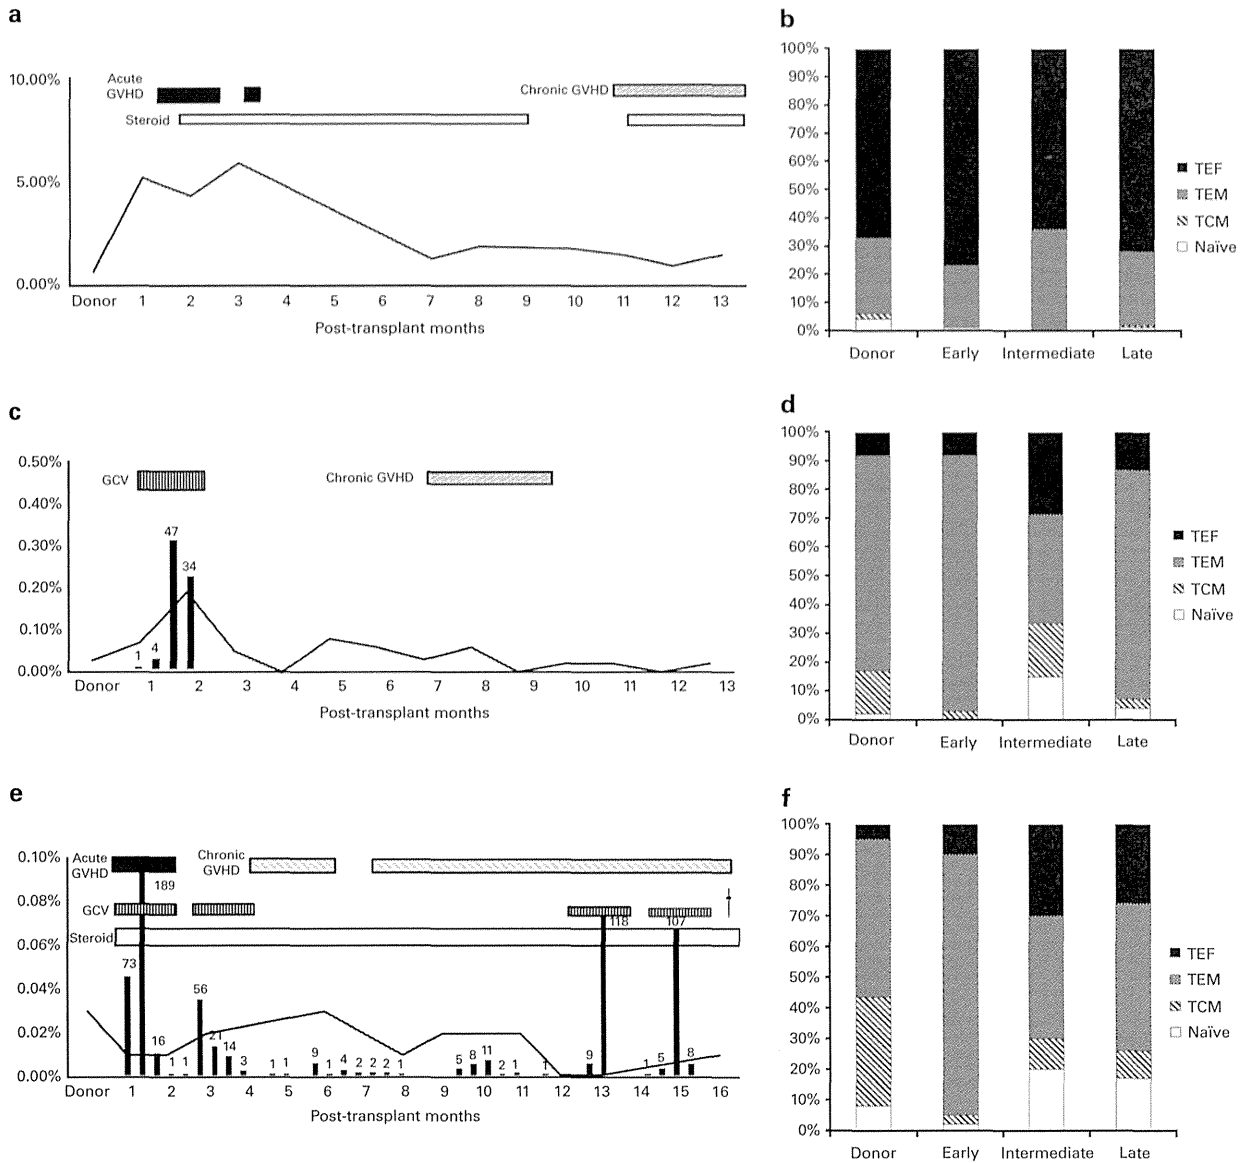 a
10.00%
5.00%
0.00%
Acute
GVHD
Steroid
Chronic GVHD
Donor 1 2 3 4 5 6 7 8 9 10 11 12 13
Post-transplant months
b
100%
90%
80%
70%
60%
50%
40%
30%
20%
10%
0%
Donor Early Intermediate Late
TEF
TEM
TCM
Naïve
c
0.50%
0.40%
0.30%
0.20%
0.10%
0.00%
GCV
Chronic GVHD
47
34
4
1
Donor 1 2 3 4 5 6 7 8 9 10 11 12 13
Post-transplant months
d
100%
90%
80%
70%
60%
50%
40%
30%
20%
10%
0%
Donor Early Intermediate Late
TEF
TEM
TCM
Naïve
e
0.10%
0.08%
0.06%
0.04%
0.02%
0.00%
Acute
GVHD
Chronic
GVHD
GCV
Steroid
73 189 16 1 1 56 21 14 3 1 1 9 1 4 2 2 2 1 5 8 11 2 1 1 9 118 1 5 107 8
Donor 1 2 3 4 5 6 7 8 9 10 11 12 13 14 15 16
Post-transplant months
f
100%
90%
80%
70%
60%
50%
40%
30%
20%
10%
0%
Donor Early Intermediate Late
TEF
TEM
TCM
Naïve